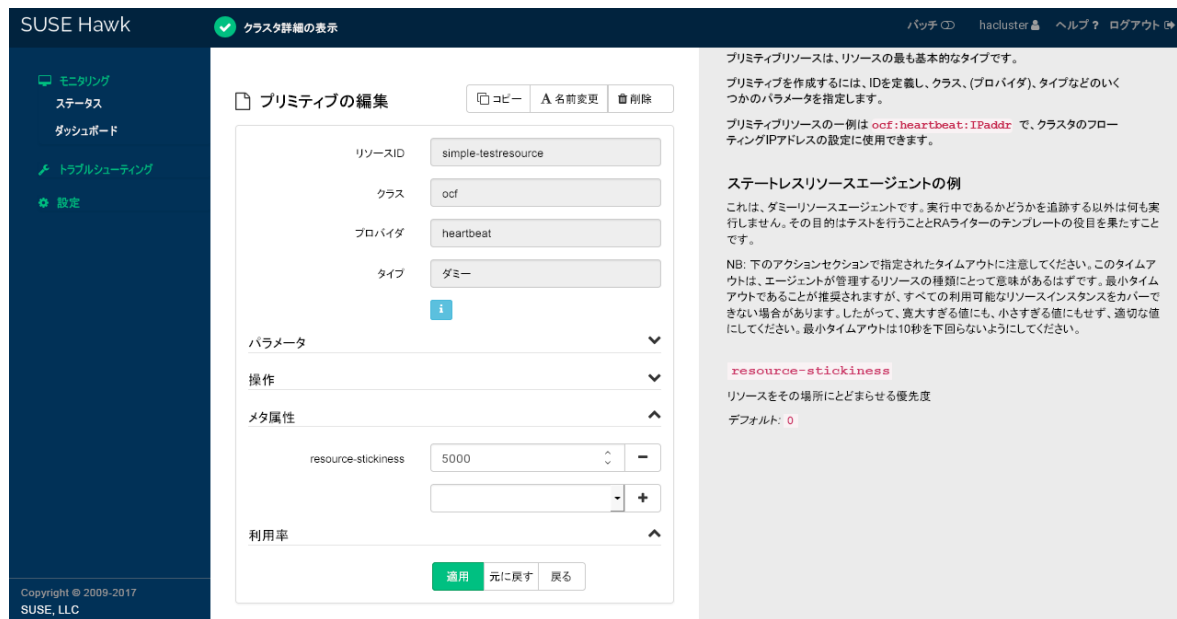 SUSE Hawk
クラスタ詳細の表示
バッチ hacluster ヘルプ ? ログアウト
モニタリング
ステータス
ダッシュボード
トラブルシューティング
設定
Copyright © 2009-2017
SUSE, LLC
プリミティブの編集
コピー 名前変更 削除
リソースID simple-testresource
クラス ocf
プロバイダ heartbeat
タイプ ダミー
i
パラメータ
操作
メタ属性
resource-stickiness 5000
利用率
適用 元に戻す 戻る
プリミティブリソースは、リソースの最も基本的なタイプです。
プリミティブを作成するには、IDを定義し、クラス、(プロバイダ)、タイプなどのいく
つかのパラメータを指定します。
プリミティブリソースの一例は ocf:heartbeat:IPaddr で、クラスタのフロー
ティングIPアドレスの設定に使用できます。
ステートレスリソースエージェントの例
これは、ダミーリソースエージェントです。実行中であるかどうかを追跡する以外は何も実
行しません。その目的はテストを行うこととRAライターのテンプレートの役目を果たすこと
です。
NB: 下のアクションセクションで指定されたタイムアウトに注意してください。このタイムア
ウトは、エージェントが管理するリソースの種類にとって意味があるはずです。最小タイム
アウトであることが推奨されますが、すべての利用可能なリソースインスタンスをカバーで
きない場合があります。したがって、寛大すぎる値にも、小さすぎる値にもせず、適切な値
にしてください。最小タイムアウトは10秒を下回らないようにしてください。
resource-stickiness
リソースをその場所にとどまらせる優先度
デフォルト: 0